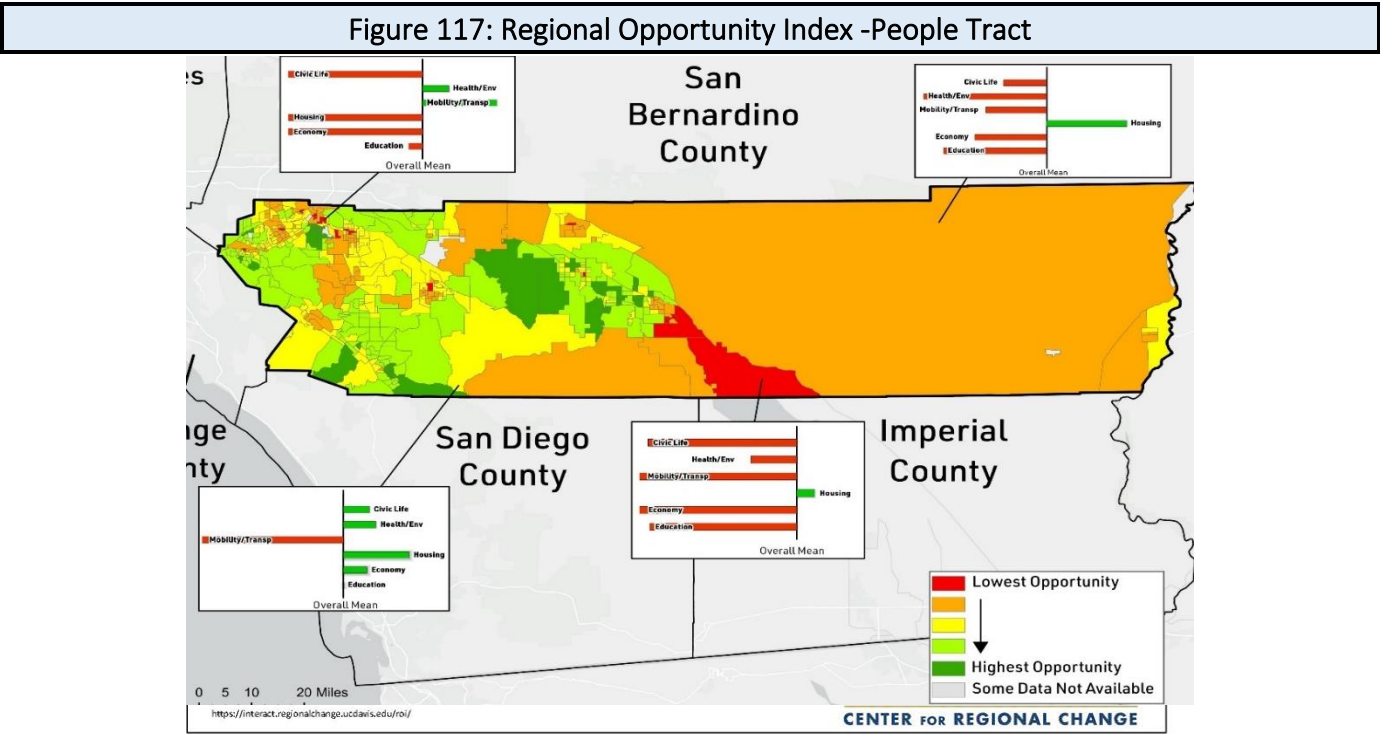 Figure 117: Regional Opportunity Index -People Tract
es
Civic Life
Health/Env
Mobility/Transp
Housing
Economy
Education
Overall Mean
San
Bernardino
County
Civic Life
Health/Env
Mobility/Transp
Housing
Economy
Education
Overall Mean
nge
nty
San Diego
County
Imperial
County
Civic Life
Health/Env
Mobility/Transp
Housing
Economy
Education
Overall Mean
Civic Life
Health/Env
Mobility/Transp
Housing
Economy
Education
Overall Mean
Lowest Opportunity
Highest Opportunity
Some Data Not Available
0 5 10 20 Miles
https://interact.regionalchange.ucdavis.edu/roi/
CENTER FOR REGIONAL CHANGE